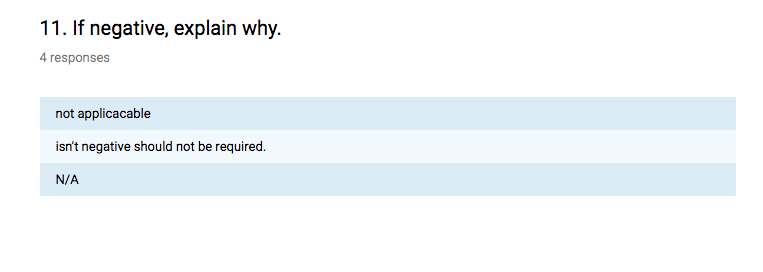 11. If negative, explain why.
4 responses
not applicacable
isn't negative should not be required.
N/A